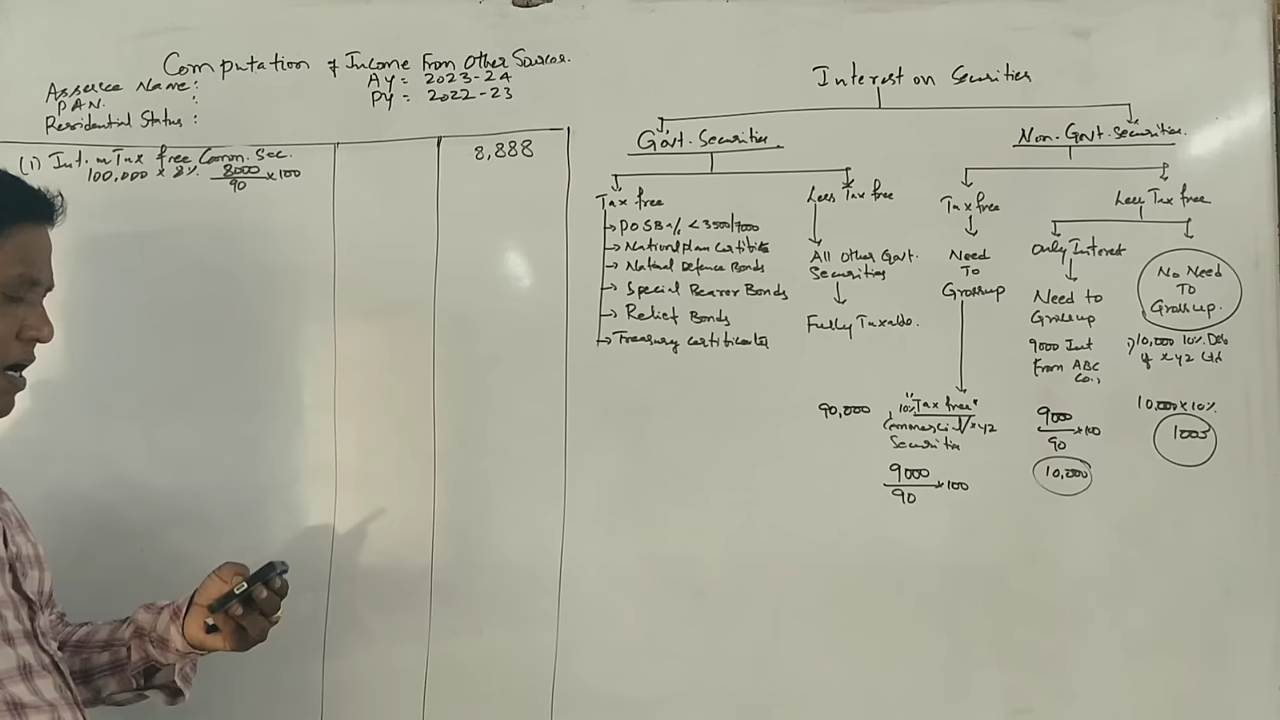 Computation of Income From Other Sources.
Assessee Name :
AY = 2023-24
P.A.N. :
PY = 2022-23
Residential Status :
(1) Int. on Tax free Comm. Sec.
100,000 x 8% 8000/90 x 100
8,888
Interest on Securities
Govt. Securities
Non-Govt. Securities
Tax free
→ POSB a/c < 3500/7000
→ National plan Certificates
→ National Defence Bonds
→ Special Bearer Bonds
→ Relief Bonds
→ Treasury Certificates
Less Tax free
All other Govt.
Securities
Fully Taxable.
Tax free
Need
To
Grossup
90,000
10% "Tax free"
Commercial/xyz
Securities
9000/90 x 100
Less Tax free
Only Interest
Need to
Grossup
9000 Int
From ABC
Co.,
9000/90 x 100
10,000
No Need
To
Grossup.
10,000 10% Deb
of xyz Ltd
10,000 x 10%